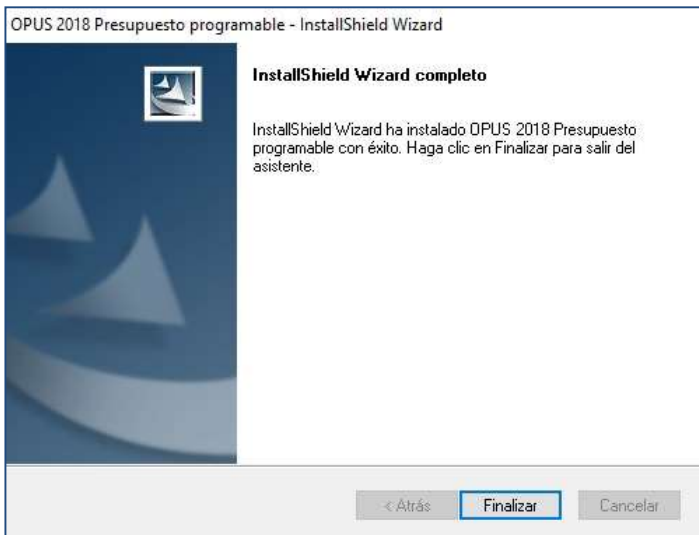 OPUS 2018 Presupuesto programable - InstallShield Wizard
InstallShield Wizard completo
InstallShield Wizard ha instalado OPUS 2018 Presupuesto
programable con éxito. Haga clic en Finalizar para salir del
asistente.
< Atrás Finalizar Cancelar